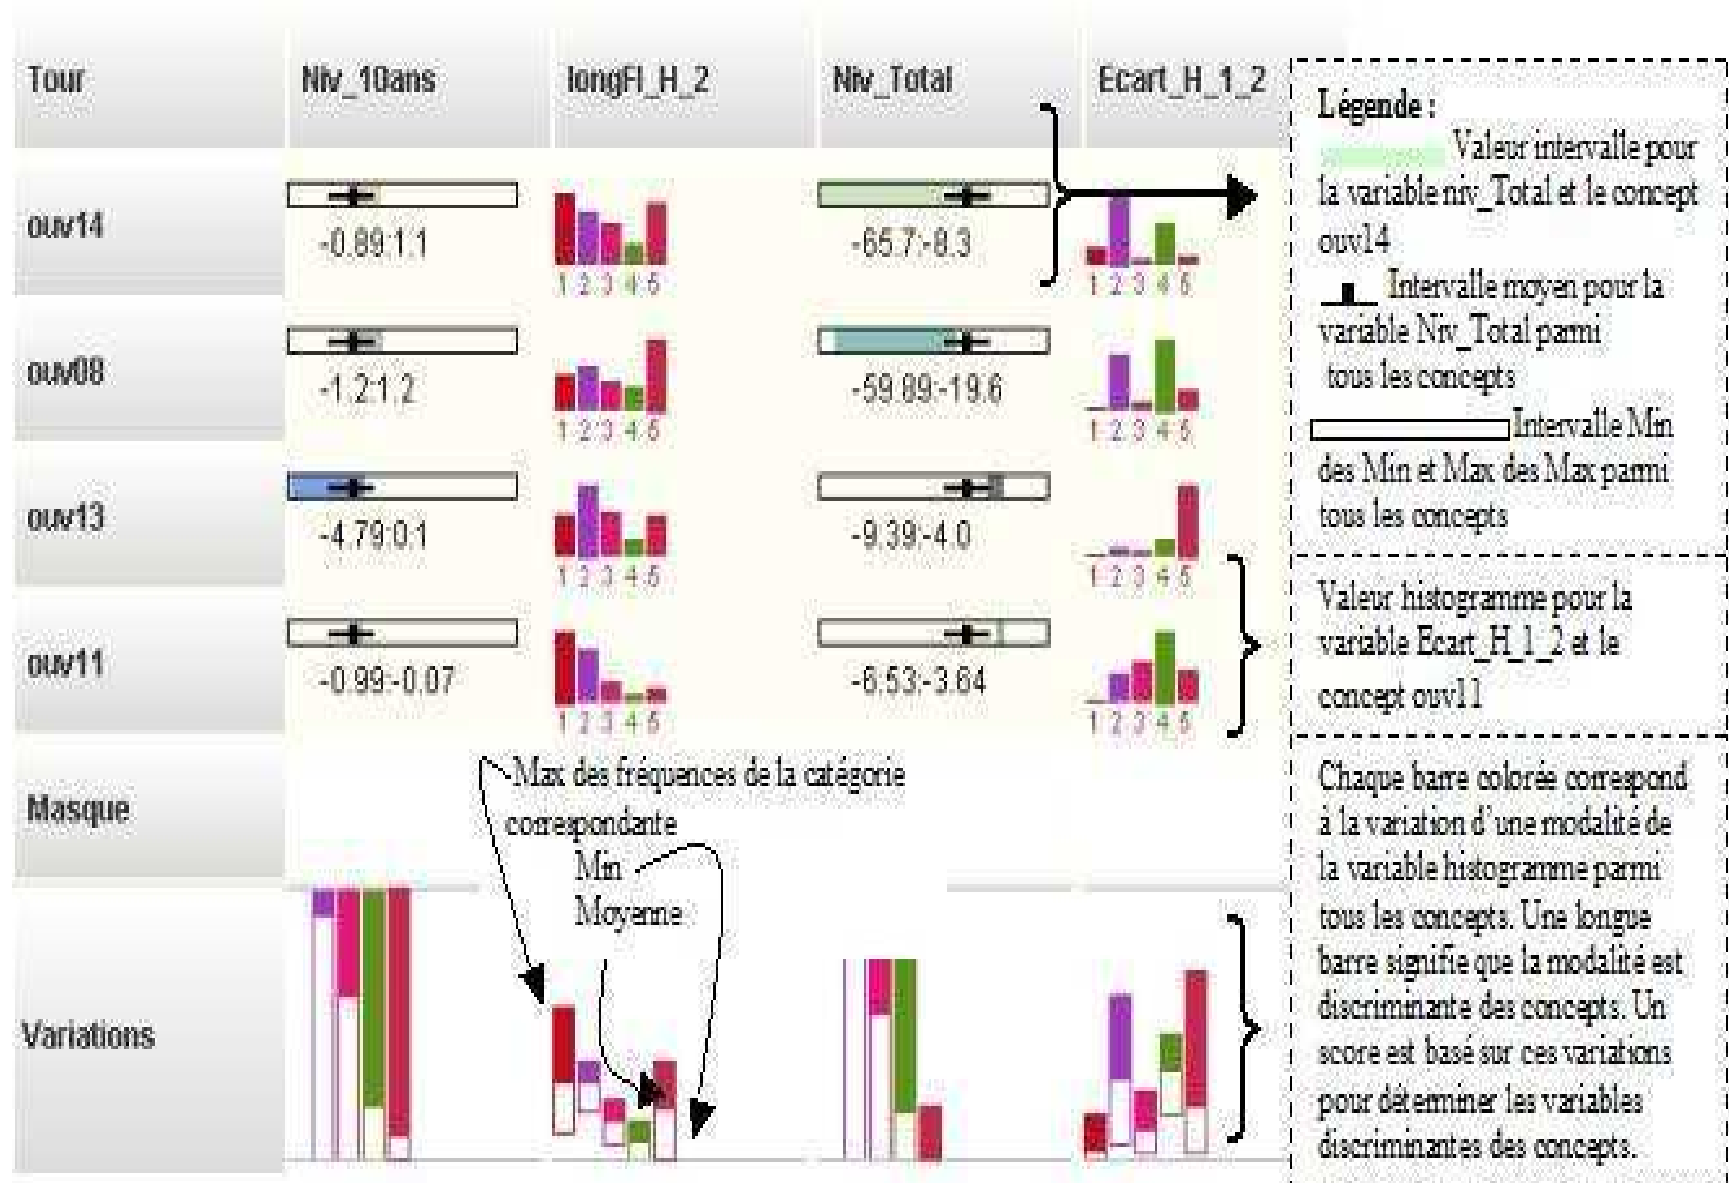 Tour Niv_10ans longFl_H_2 Niv_Total Ecart_H_1_2
ouv14
-0.89:1.1
1 2 3 4 5
-65.7:-8.3
1 2 3 4 5
ouv08
-1.2:1.2
1 2 3 4 5
-59.89:-19.6
1 2 3 4 5
ouv13
-4.79:0.1
1 2 3 4 5
-9.39:-4.0
1 2 3 4 5
ouv11
-0.99:-0.07
1 2 3 4 5
-6.53:-3.64
1 2 3 4 5
Masque
Max des fréquences de la catégorie
correspondante
Min
Moyenne
Variations
Légende :
Valeur intervalle pour
la variable niv_Total et le concept
ouv14
Intervalle moyen pour la
variable Niv_Total parmi
tous les concepts
Intervalle Min
des Min et Max des Max parmi
tous les concepts
Valeur histogramme pour la
variable Ecart_H_1_2 et le
concept ouv11
Chaque barre colorée correspond
à la variation d'une modalité de
la variable histogramme parmi
tous les concepts. Une longue
barre signifie que la modalité est
discriminante des concepts. Un
score est basé sur ces variations
pour déterminer les variables
discriminantes des concepts.